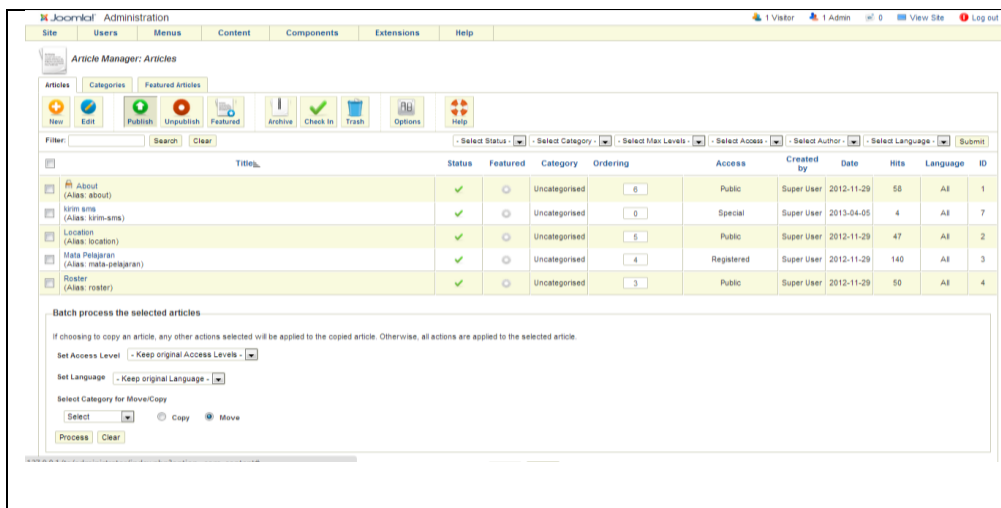 Joomla! Administration 1 Visitor 1 Admin 0 View Site Log out
Site Users Menus Content Components Extensions Help
Article Manager: Articles
Articles Categories Featured Articles
New Edit Publish Unpublish Featured Archive Check In Trash Options Help
Filter: Search Clear - Select Status - - Select Category - - Select Max Levels - - Select Access - - Select Author - - Select Language - Submit
Title Status Featured Category Ordering Access Created by Date Hits Language ID
About Uncategorised 6 Public Super User 2012-11-29 58 All 1
(Alias: about)
kirim sms Uncategorised 0 Special Super User 2013-04-05 4 All 7
(Alias: kirim-sms)
Location Uncategorised 5 Public Super User 2012-11-29 47 All 2
(Alias: location)
Mata Pelajaran Uncategorised 4 Registered Super User 2012-11-29 140 All 3
(Alias: mata-pelajaran)
Roster Uncategorised 3 Public Super User 2012-11-29 50 All 4
(Alias: roster)
Batch process the selected articles
If choosing to copy an article, any other actions selected will be applied to the copied article. Otherwise, all actions are applied to the selected article.
Set Access Level - Keep original Access Levels -
Set Language - Keep original Language -
Select Category for Move/Copy
Select Copy Move
Process Clear